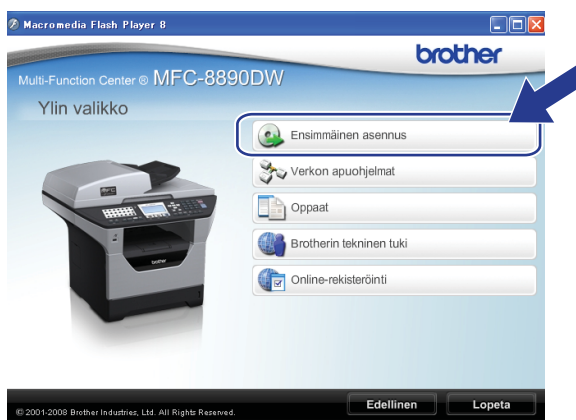 Macromedia Flash Player 8
brother
Multi-Function Center ® MFC-8890DW
Ylin valikko
Ensimmäinen asennus
Verkon apuohjelmat
Oppaat
Brotherin tekninen tuki
Online-rekisteröinti
Edellinen
Lopeta
© 2001-2008 Brother Industries, Ltd. All Rights Reserved.